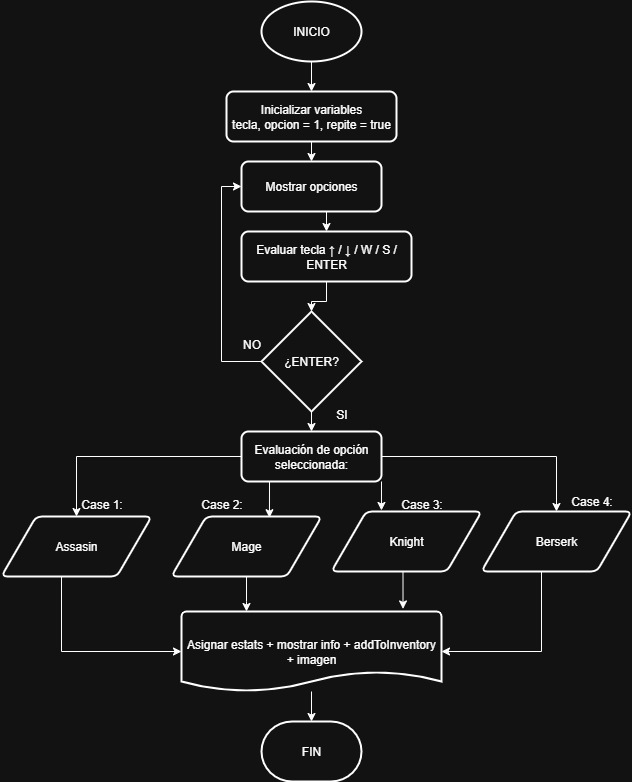 INICIO
Inicializar variables
tecla, opcion = 1, repite = true
Mostrar opciones
Evaluar tecla ↑ / ↓ / W / S /
ENTER
NO
¿ENTER?
SI
Evaluación de opción
seleccionada:
Case 1:
Case 2:
Case 3:
Case 4:
Assasin
Mage
Knight
Berserk
Asignar estats + mostrar info + addToInventory
+ imagen
FIN